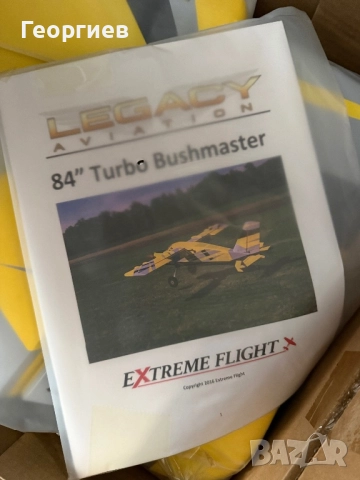 Георгиев
LEGACY
AVIATION
84" Turbo Bushmaster
EXTREME FLIGHT
Copyright 2016 Extreme Flight
BAZAR